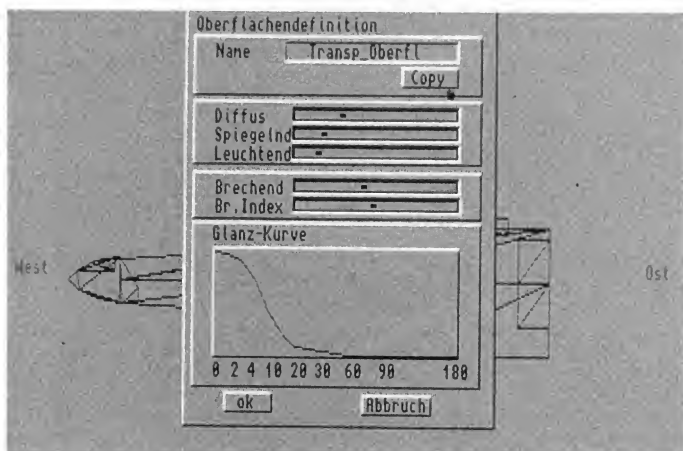 Oberflächendefinition
Name Transp_Oberfl
Copy
Diffus
Spiegelnd
Leuchtend
Brechend
Br.Index
Glanz-Kurve
West
Ost
0 2 4 10 20 30 60 90 180
ok Abbruch